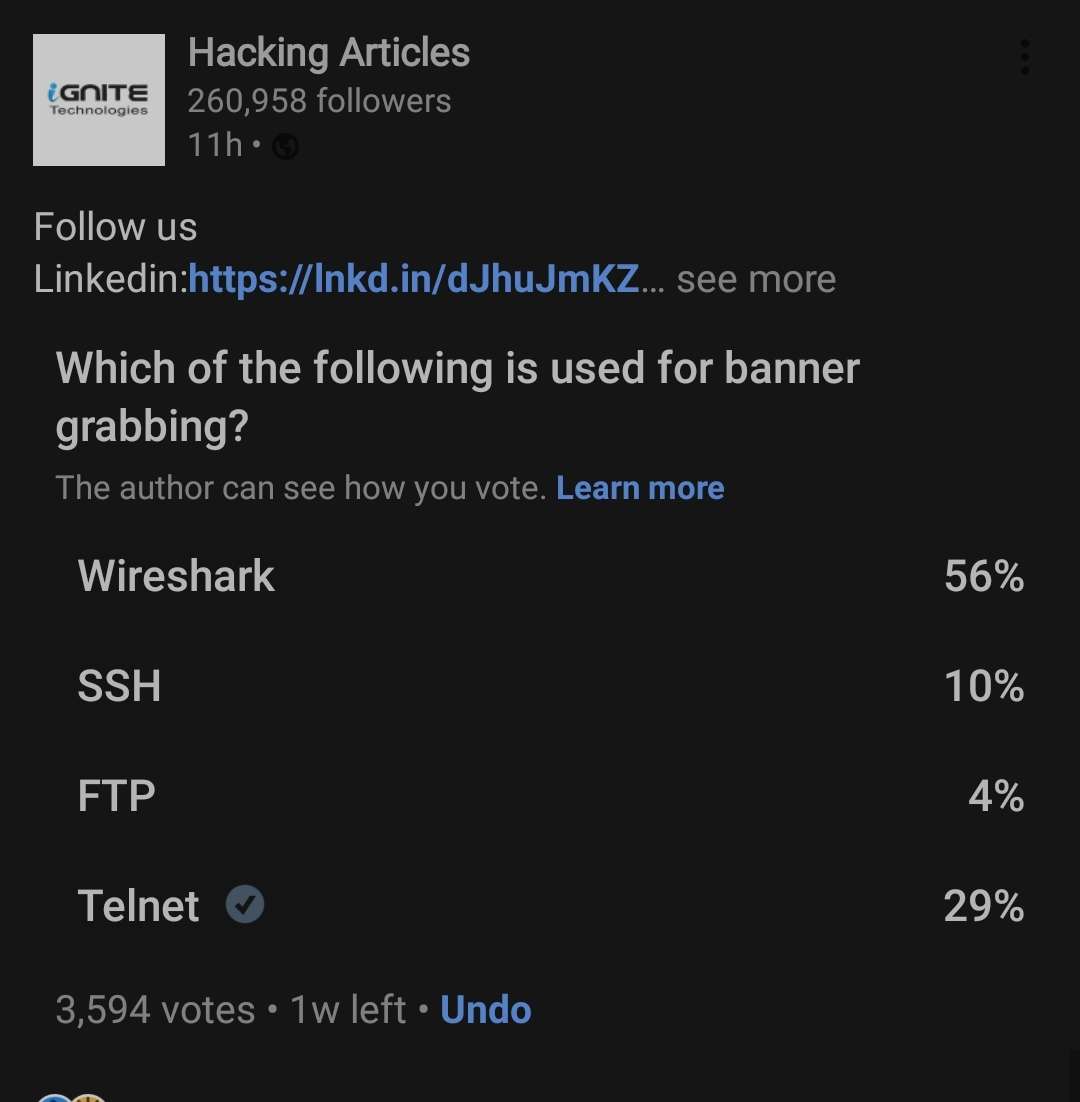 iGNITE
Technologies
Hacking Articles
260,958 followers
11h •
Follow us
Linkedin:https://lnkd.in/dJhuJmKZ... see more
Which of the following is used for banner
grabbing?
The author can see how you vote. Learn more
Wireshark 56%
SSH 10%
FTP 4%
Telnet 29%
3,594 votes • 1w left • Undo